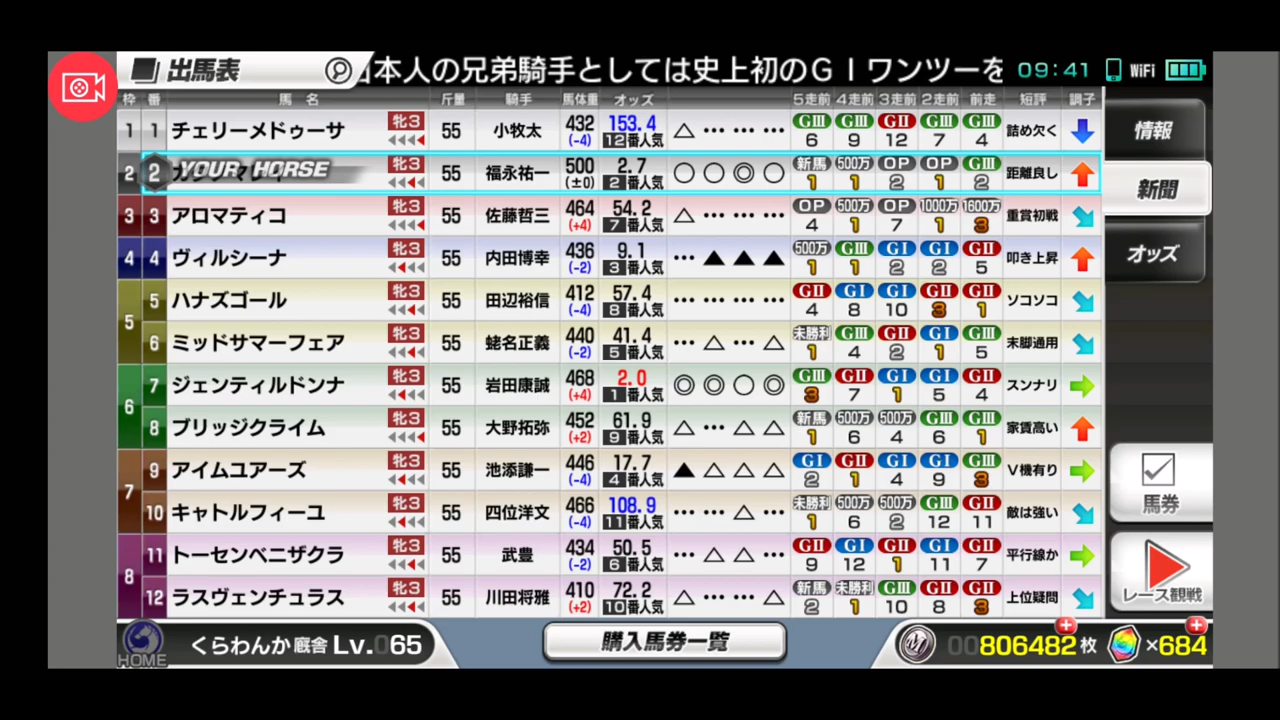 出馬表
日本人の兄弟騎手としては史上初のGⅠワンツーを
09:41 WiFi
枠 番 馬名 斤量 騎手 馬体重 オッズ 5走前 4走前 3走前 2走前 前走 短評 調子
1 1 チェリーメドゥーサ 牝3 55 小牧太 432 (-4) 153.4 12番人気 △ … … … GⅢ 6 GⅢ 9 GⅡ 12 GⅢ 7 GⅢ 4 詰め欠く
2 2 YOUR HORSE 牝3 55 福永祐一 500 (±0) 2.7 2番人気 ○ ○ ◎ ○ 新馬 1 500万 1 OP 2 OP 1 GⅢ 2 距離良し
3 3 アロマティコ 牝3 55 佐藤哲三 464 (+4) 54.2 7番人気 △ … … … OP 4 500万 1 OP 7 1000万 1 1600万 3 重賞初戦
4 4 ヴィルシーナ 牝3 55 内田博幸 436 (-2) 9.1 3番人気 … ▲ ▲ ▲ 500万 1 GⅢ 1 GⅠ 2 GⅠ 2 GⅡ 5 叩き上昇
5 5 ハナズゴール 牝3 55 田辺裕信 412 (-4) 57.4 8番人気 … … … … GⅡ 4 GⅠ 8 GⅠ 10 GⅡ 3 GⅡ 1 ソコソコ
6 ミッドサマーフェア 牝3 55 蛯名正義 440 (-2) 41.4 5番人気 … △ … △ 未勝利 1 GⅢ 4 GⅡ 2 GⅠ 1 GⅢ 5 末脚通用
6 7 ジェンティルドンナ 牝3 55 岩田康誠 468 (+4) 2.0 1番人気 ◎ ◎ ○ ◎ GⅢ 3 GⅡ 7 GⅠ 1 GⅠ 5 GⅡ 4 スンナリ
8 ブリッジクライム 牝3 55 大野拓弥 452 (+2) 61.9 9番人気 △ … △ △ 新馬 1 500万 6 500万 4 GⅢ 6 GⅢ 1 家賃高い
7 9 アイムユアーズ 牝3 55 池添謙一 446 (-4) 17.7 4番人気 ▲ △ △ △ GⅠ 2 GⅡ 1 GⅠ 4 GⅠ 9 GⅢ 3 V機有り
10 キャトルフィーユ 牝3 55 四位洋文 466 (-4) 108.9 11番人気 … … △ … 未勝利 1 500万 6 500万 2 GⅢ 12 GⅡ 11 敵は強い
8 11 トーセンベニザクラ 牝3 55 武豊 434 (-2) 50.5 6番人気 … △ △ … GⅡ 9 GⅠ 12 GⅡ 1 GⅠ 11 GⅡ 7 平行線か
12 ラスヴェンチュラス 牝3 55 川田将雅 410 (+2) 72.2 10番人気 △ … … △ 新馬 2 未勝利 1 GⅢ 10 GⅡ 8 GⅡ 3 上位疑問
情報
新聞
オッズ
馬券
レース観戦
HOME くらわんか厩舎 Lv.065
購入馬券一覧
00806482枚 ×684